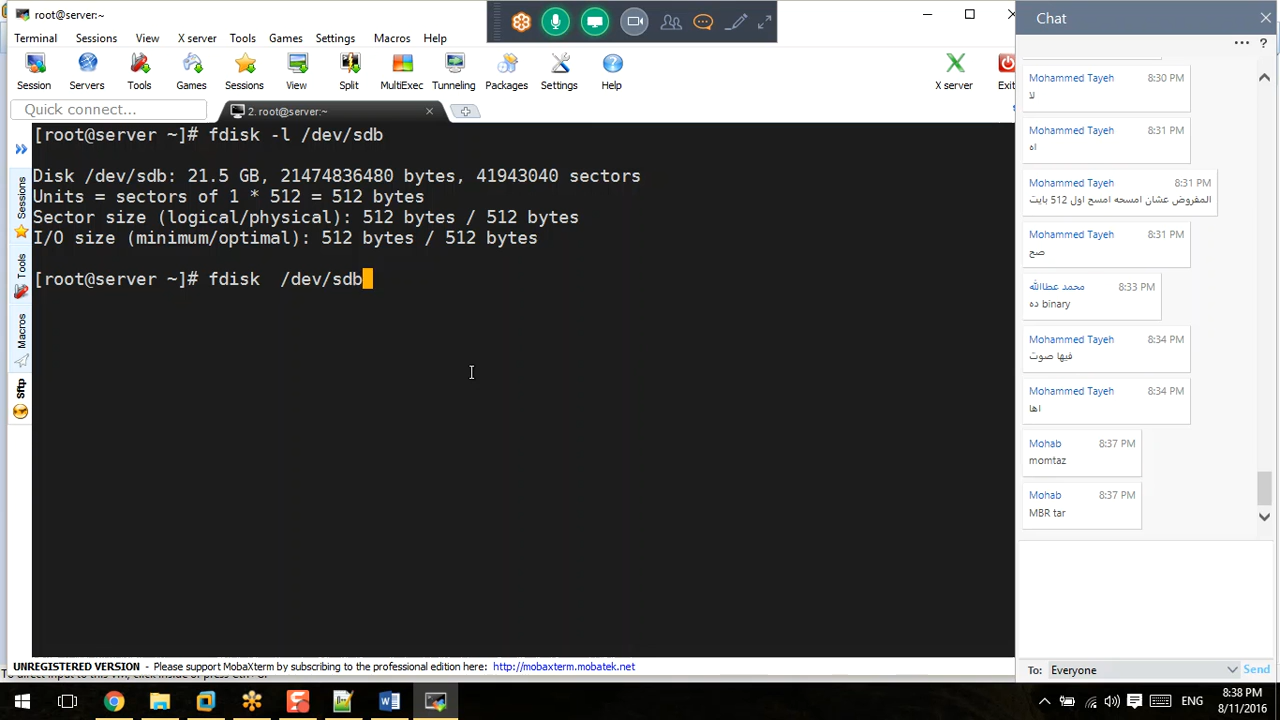 root@server:~
Terminal Sessions View X server Tools Games Settings Macros Help
Session Servers Tools Games Sessions View Split MultiExec Tunneling Packages Settings Help X server Exit
Quick connect...
2. root@server:~
[root@server ~]# fdisk -l /dev/sdb
Disk /dev/sdb: 21.5 GB, 21474836480 bytes, 41943040 sectors
Units = sectors of 1 * 512 = 512 bytes
Sector size (logical/physical): 512 bytes / 512 bytes
I/O size (minimum/optimal): 512 bytes / 512 bytes
[root@server ~]# fdisk  /dev/sdb
Sessions
Tools
Macros
Sftp
UNREGISTERED VERSION - Please support MobaXterm by subscribing to the professional edition here: http://mobaxterm.mobatek.net
Chat
Mohammed Tayeh 8:30 PM
لا
Mohammed Tayeh 8:31 PM
اه
Mohammed Tayeh 8:31 PM
المفروض عشان امسحه امسح اول 512 بايت
Mohammed Tayeh 8:31 PM
صح
محمد عطاالله 8:33 PM
ده binary
Mohammed Tayeh 8:34 PM
فيها صوت
Mohammed Tayeh 8:34 PM
اها
Mohab 8:37 PM
momtaz
Mohab 8:37 PM
MBR tar
To: Everyone Send
ENG
8:38 PM
8/11/2016